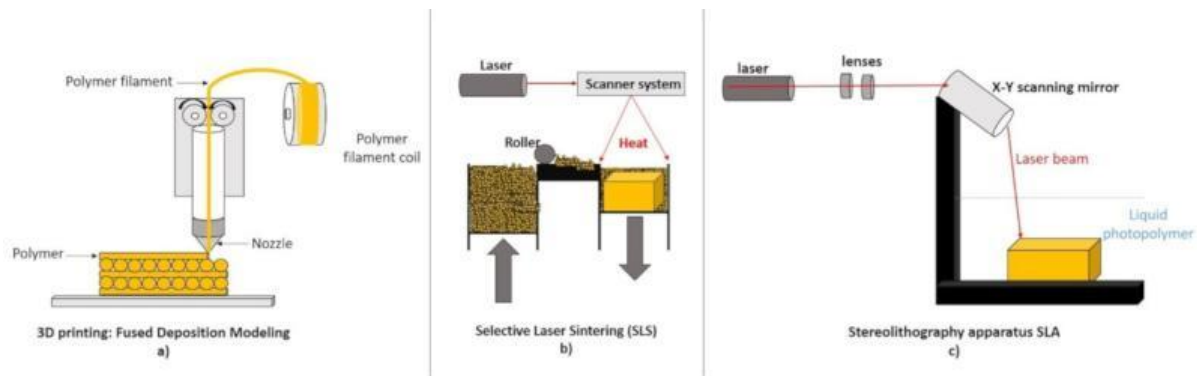 Polymer filament
Polymer
filament coil
Nozzle
Polymer
3D printing: Fused Deposition Modeling
a)
Laser
Scanner system
Roller
Heat
Selective Laser Sintering (SLS)
b)
laser
lenses
X-Y scanning mirror
Laser beam
Liquid
photopolymer
Stereolithography apparatus SLA
c)